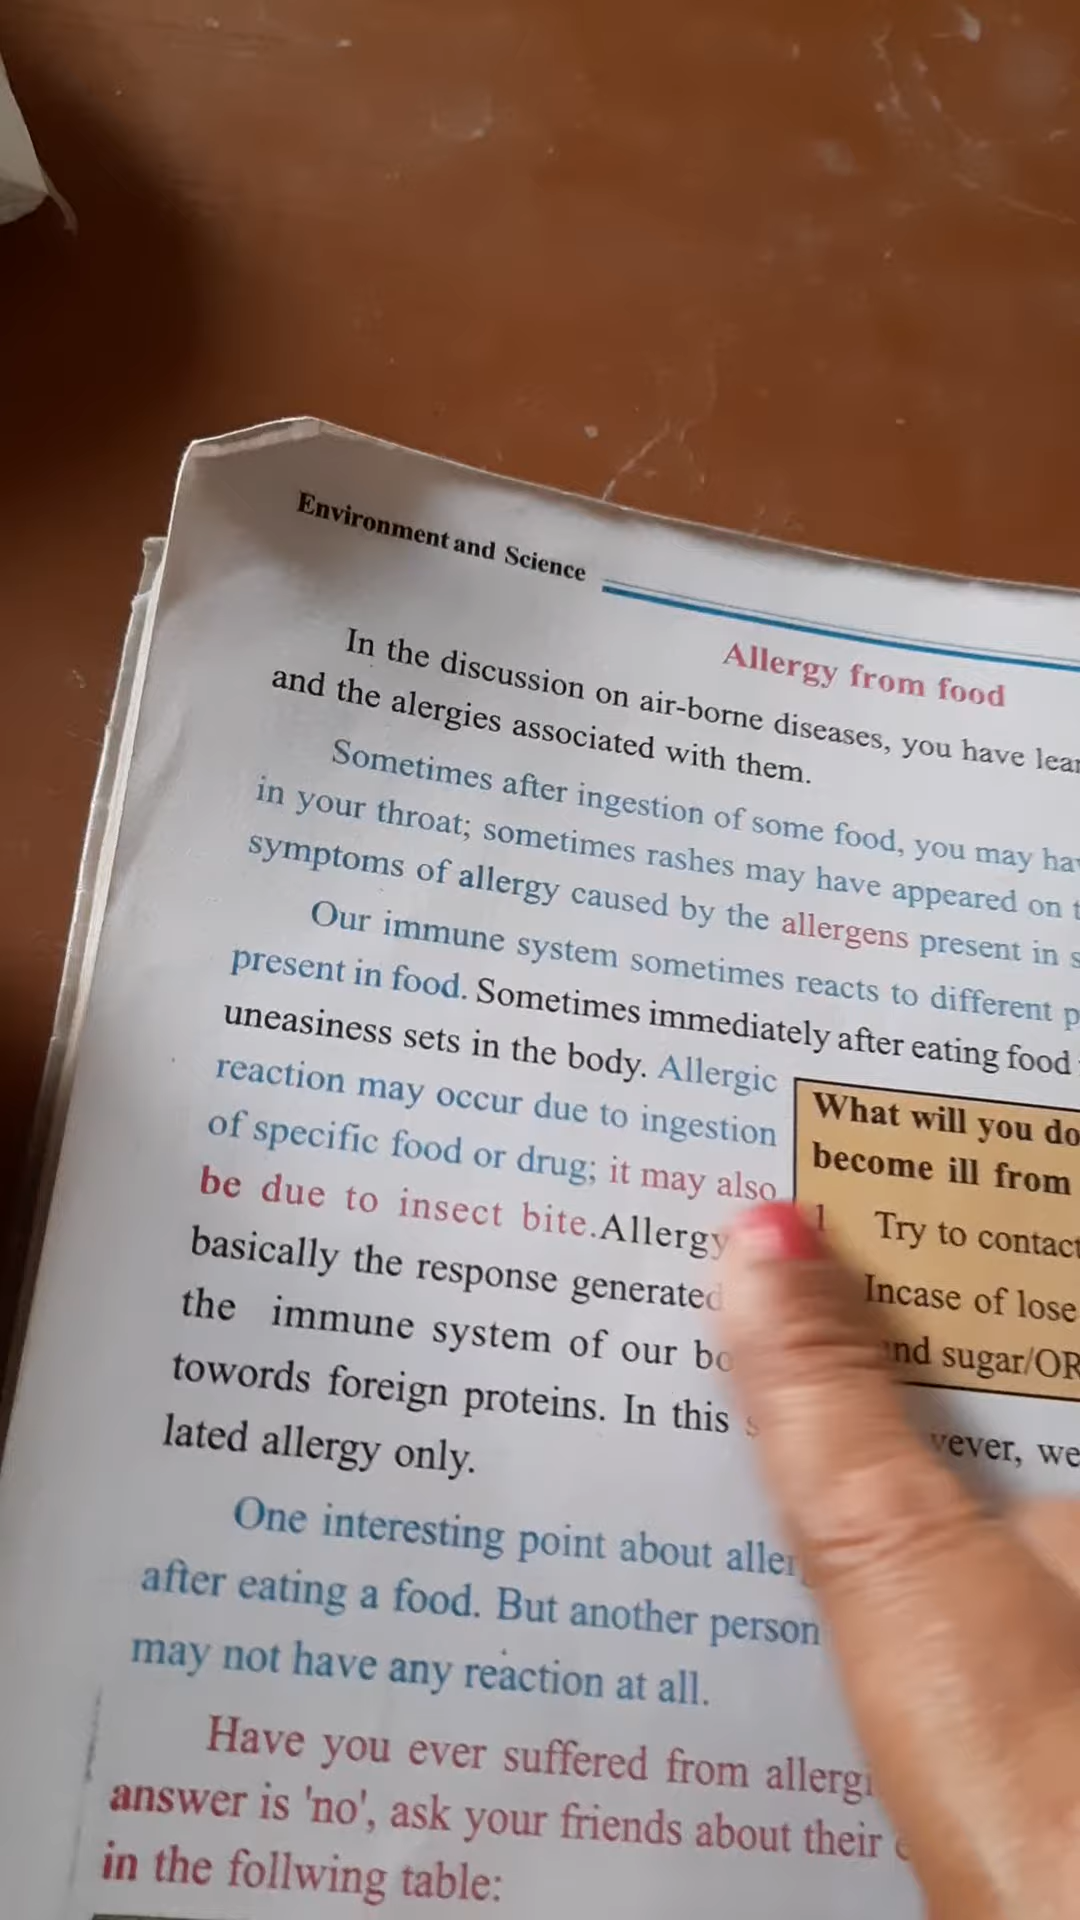 Environment and Science
Allergy from food
In the discussion on air-borne diseases, you have
and the alergies associated with them.
Sometimes after ingestion of some food, you may
in your throat; sometimes rashes may have appeared on
symptoms of allergy caused by the allergens present in
Our immune system sometimes reacts to different
present in food. Sometimes immediately after eating food
uneasiness sets in the body. Allergic
reaction may occur due to ingestion
of specific food or drug; it may also
be due to insect bite.Allergy
basically the response generated
the immune system of our
towords foreign proteins. In this
lated allergy only.
What will you do
become ill from
1 Try to contact
Incase of lose
sugar/OR
we
One interesting point about
after eating a food. But another person
may not have any reaction at all.
Have you ever suffered from
answer is 'no', ask your friends about their
in the follwing table: